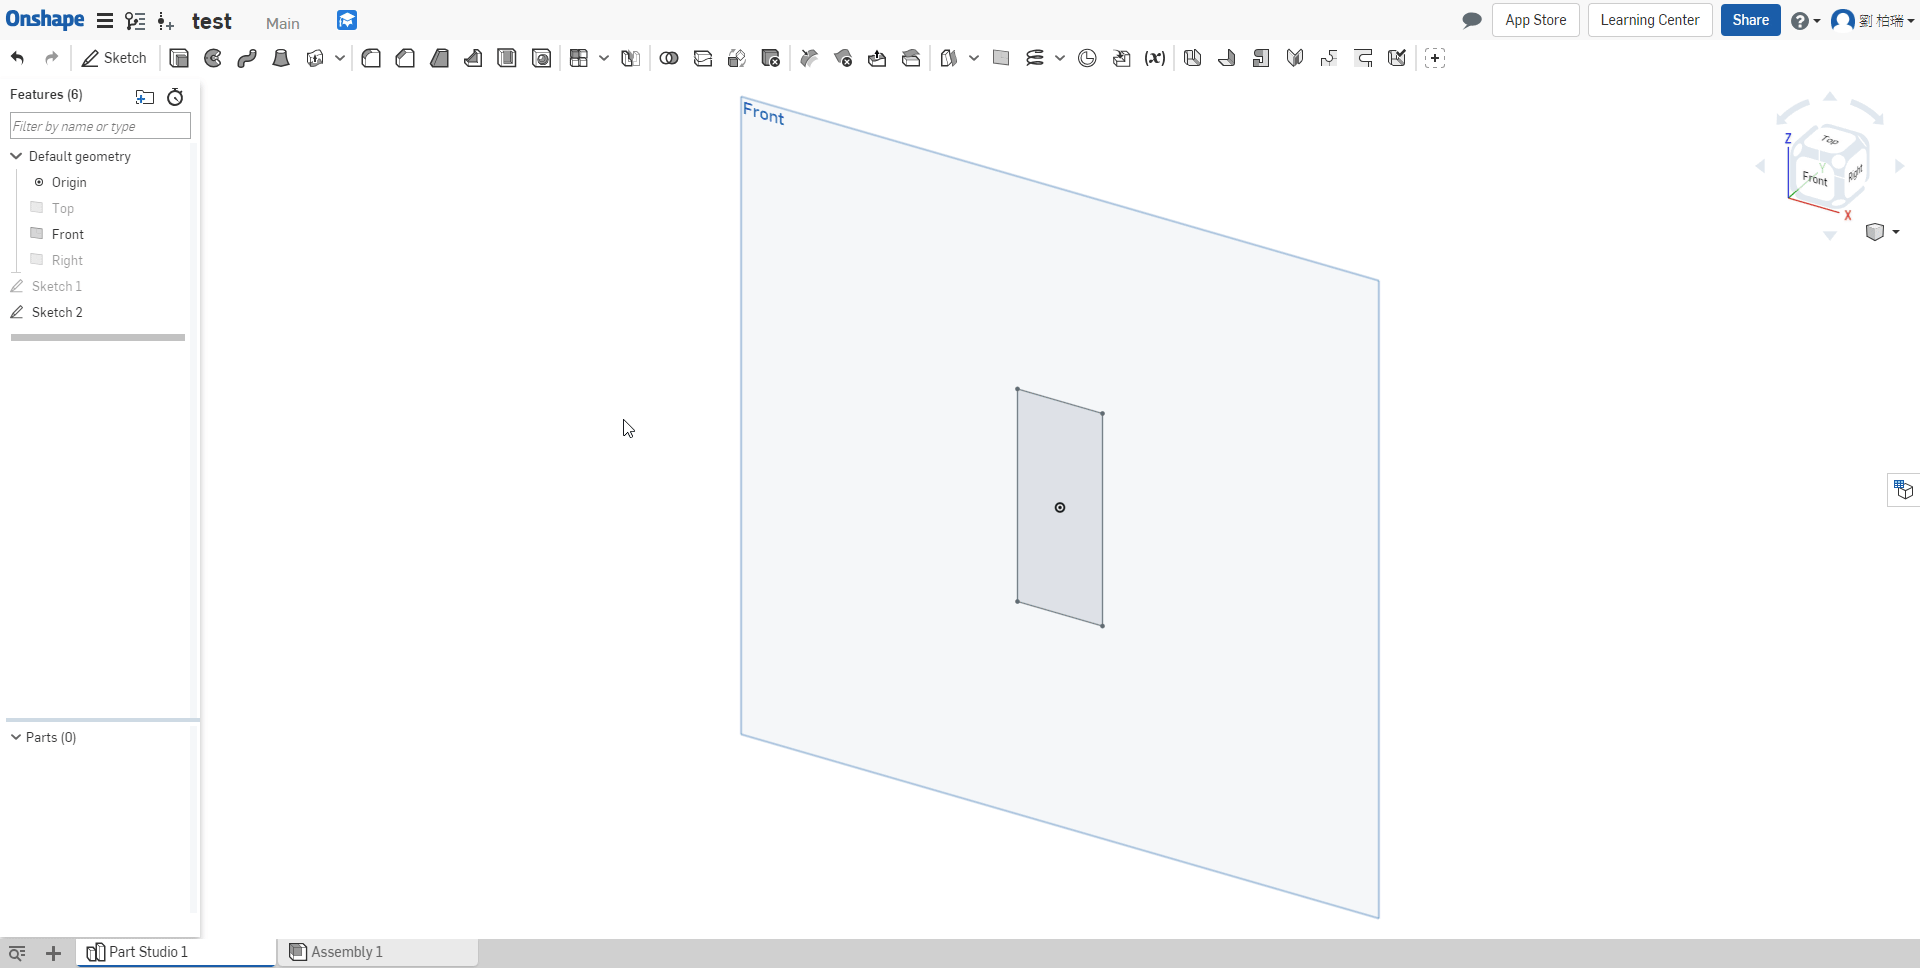 Onshape test Main App Store Learning Center Share 劉 柏瑞
Sketch (x)
Features (6)
Filter by name or type
Default geometry
Origin
Top
Front
Right
Sketch 1
Sketch 2
Parts (0)
Front
Top
Front
Right
Z
Y
X
Part Studio 1 Assembly 1